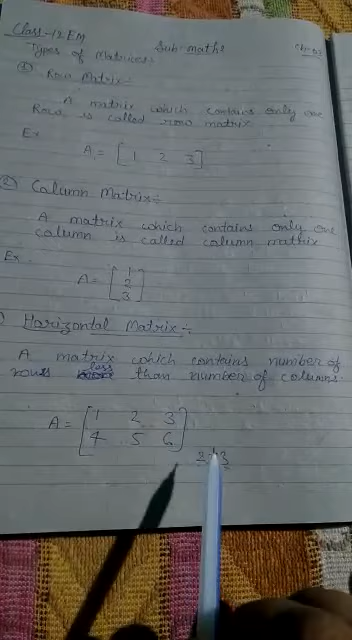 Class-12 EM
Sub-maths
Ch-03
Types of Matrices:
① Row Matrix:-
A matrix which contains only one
Row is called row matrix
Ex
A = [ 1 2 3 ]
② Column Matrix:-
A matrix which contains only one
column is called column matrix
Ex.
A = [ 1
2
3 ]
Horizontal Matrix:-
A matrix which contains number of
rows less than number of columns.
A = [ 1 2 3
4 5 6 ]